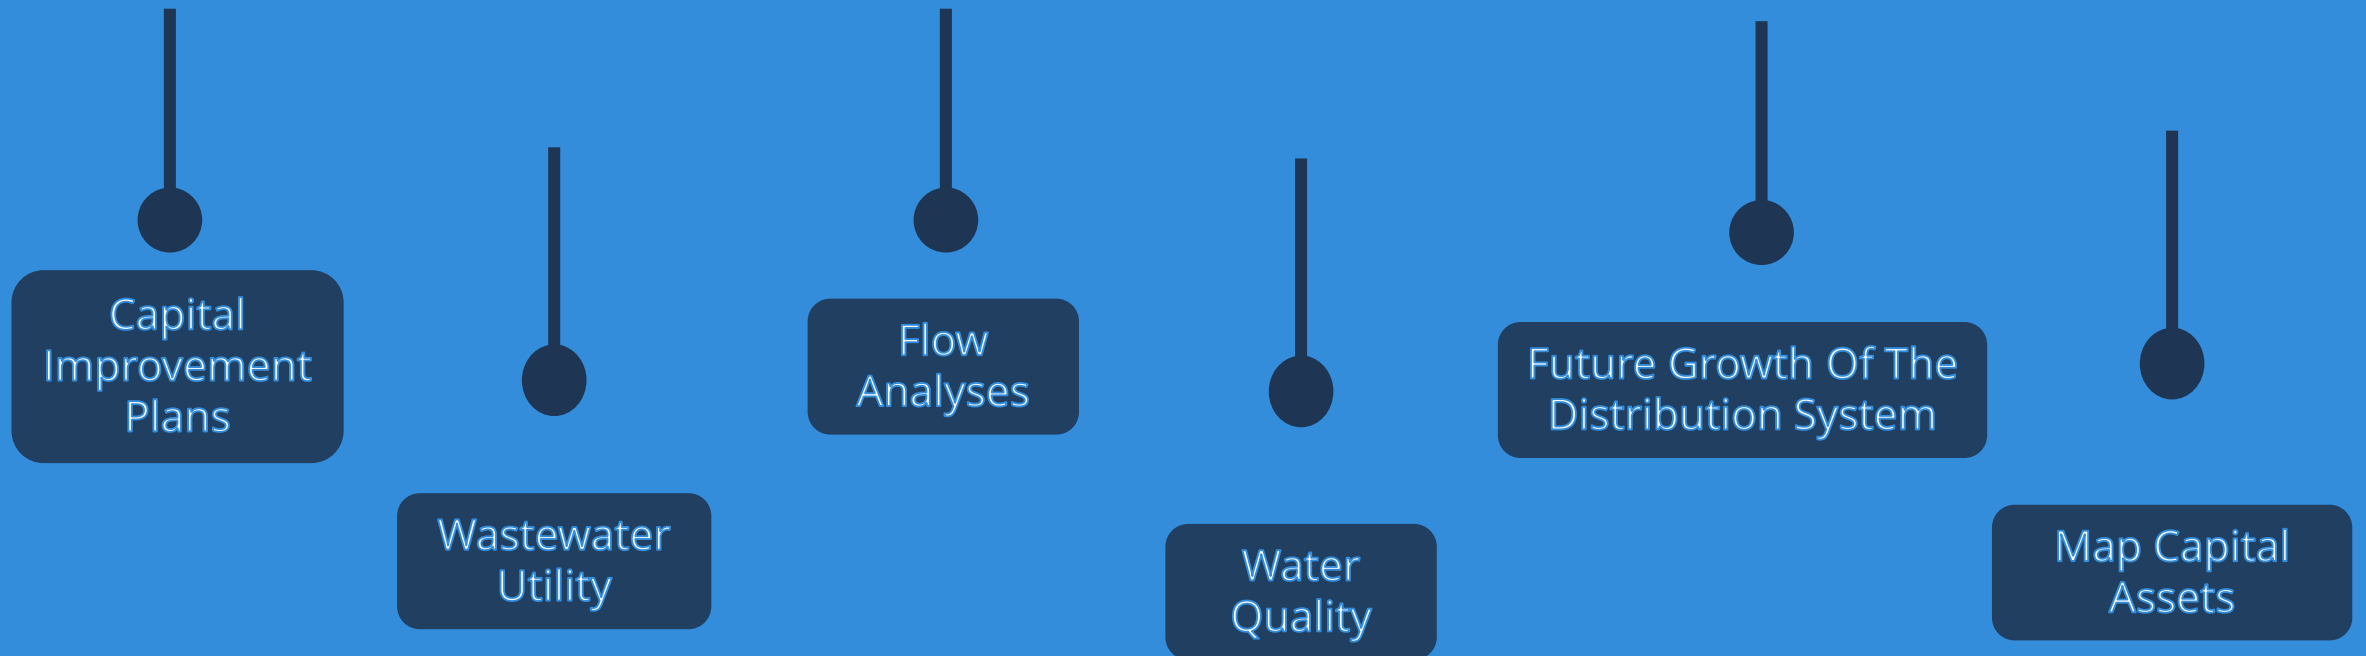 Capital
Improvement
Plans
Wastewater
Utility
Flow
Analyses
Water
Quality
Future Growth Of The
Distribution System
Map Capital
Assets